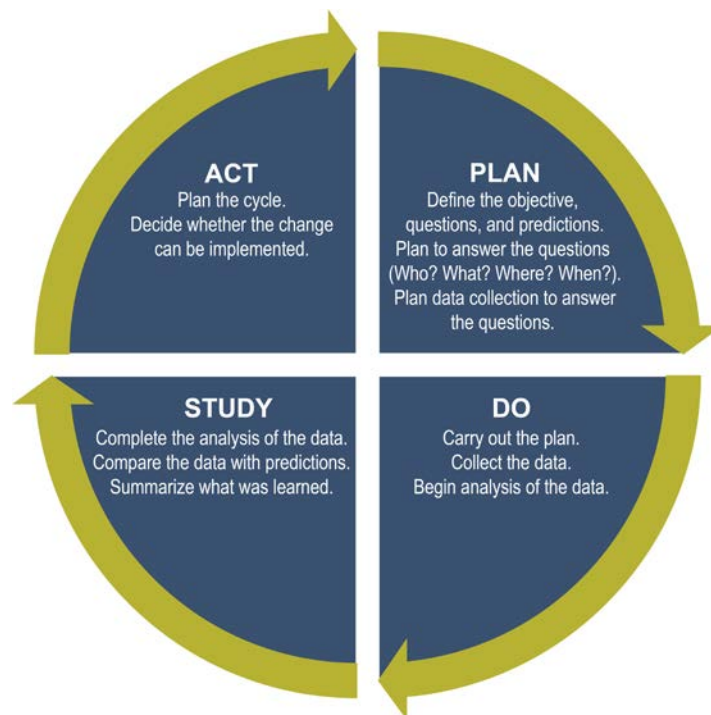 ACT
Plan the cycle.
Decide whether the change
can be implemented.
PLAN
Define the objective,
questions, and predictions.
Plan to answer the questions
(Who? What? Where? When?).
Plan data collection to answer
the questions.
STUDY
Complete the analysis of the data.
Compare the data with predictions.
Summarize what was learned.
DO
Carry out the plan.
Collect the data.
Begin analysis of the data.